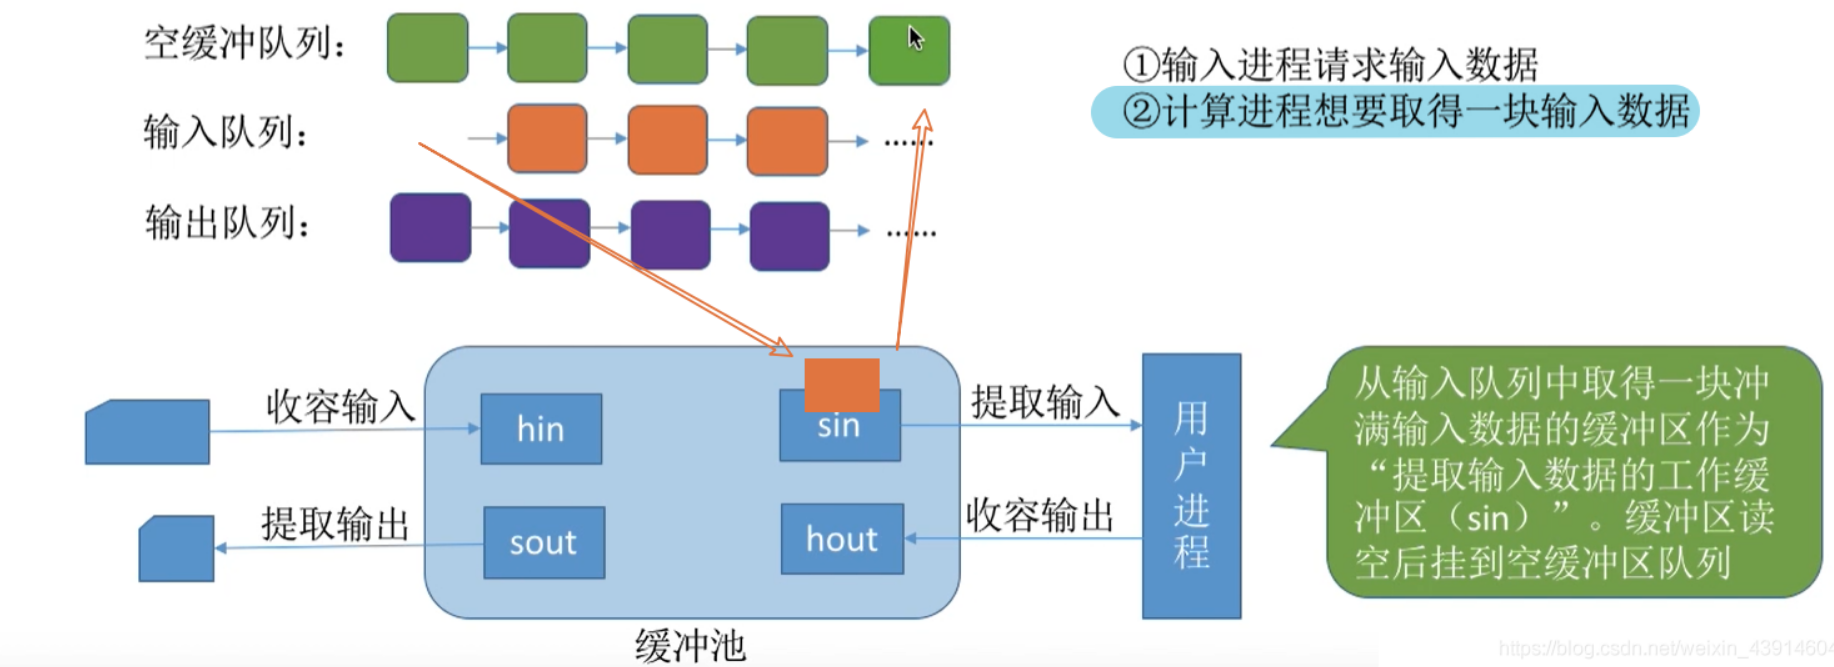 空缓冲队列：
输入队列：
······
输出队列：
······
①输入进程请求输入数据
②计算进程想要取得一块输入数据
收容输入
hin
sin
提取输入
提取输出
sout
hout
收容输出
用户进程
缓冲池
从输入队列中取得一块冲
满输入数据的缓冲区作为
“提取输入数据的工作缓
冲区（sin）”。缓冲区读
空后挂到空缓冲区队列
https://blog.csdn.net/weixin_43914604